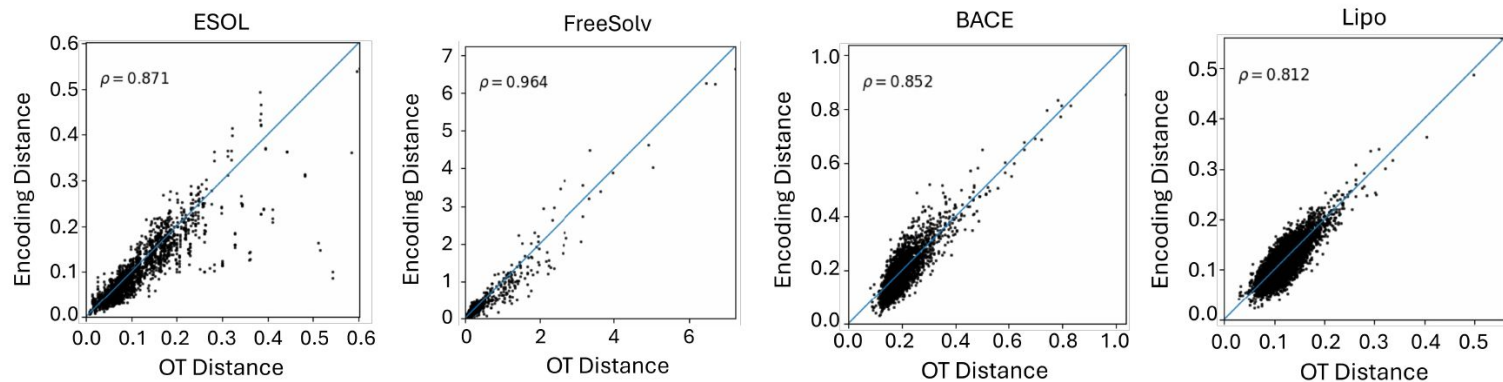 ESOL
ρ = 0.871
Encoding Distance
0.6
0.5
0.4
0.3
0.2
0.1
0.0
0.0 0.1 0.2 0.3 0.4 0.5 0.6
OT Distance
FreeSolv
ρ = 0.964
Encoding Distance
7
6
5
4
3
2
1
0
0 2 4 6
OT Distance
BACE
ρ = 0.852
Encoding Distance
1.0
0.8
0.6
0.4
0.2
0.0
0.0 0.2 0.4 0.6 0.8 1.0
OT Distance
Lipo
ρ = 0.812
Encoding Distance
0.5
0.4
0.3
0.2
0.1
0.0
0.0 0.1 0.2 0.3 0.4 0.5
OT Distance